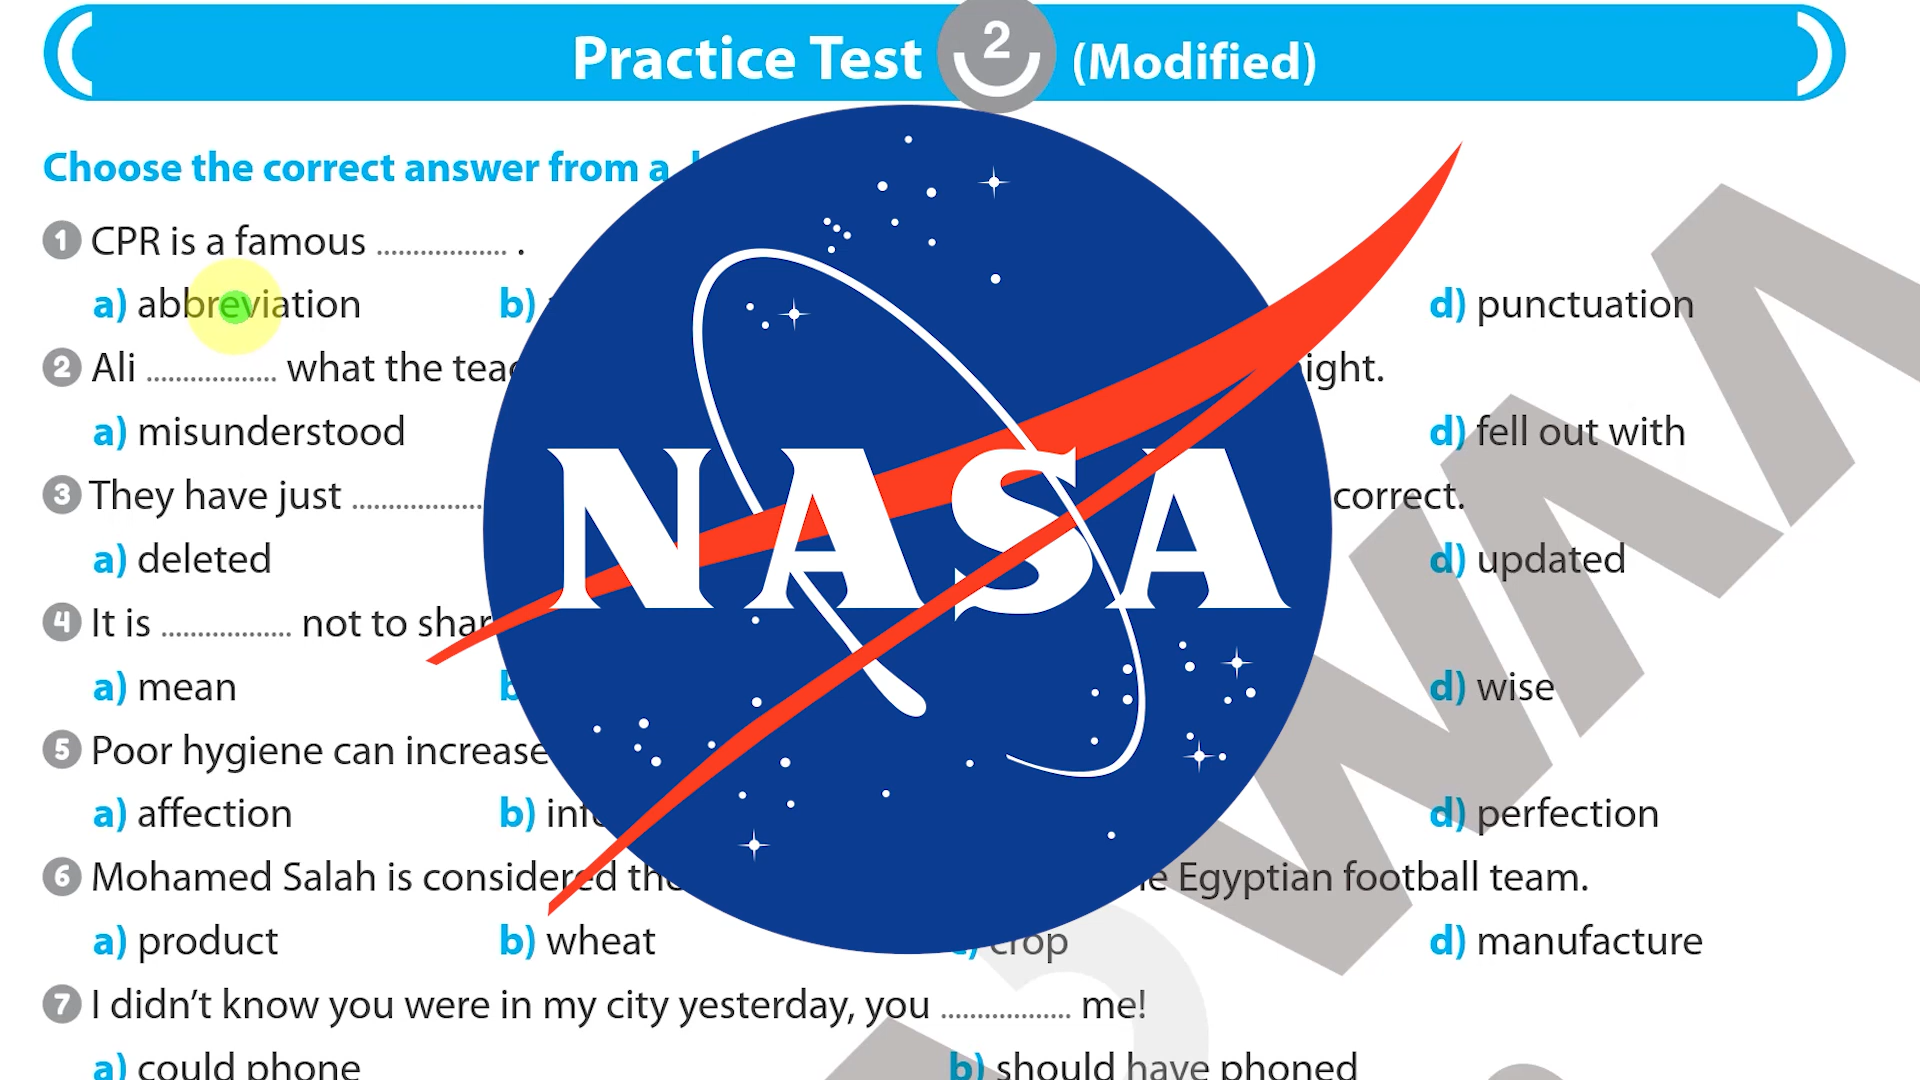 Practice Test 2 (Modified)
Choose the correct answer from a
1 CPR is a famous ................. .
a) abbreviation b) d) punctuation
2 Ali ................. what the ight.
a) misunderstood d) fell out with
3 They have just ................. correct.
a) deleted d) updated
4 It is ................. not to shar
a) mean d) wise
5 Poor hygiene can increase
a) affection b) d) perfection
6 Mohamed Salah is considered Egyptian football team.
a) product b) wheat crop d) manufacture
7 I didn't know you were in my city yesterday, you ................. me!
a) could phone b) should have phoned
NASA